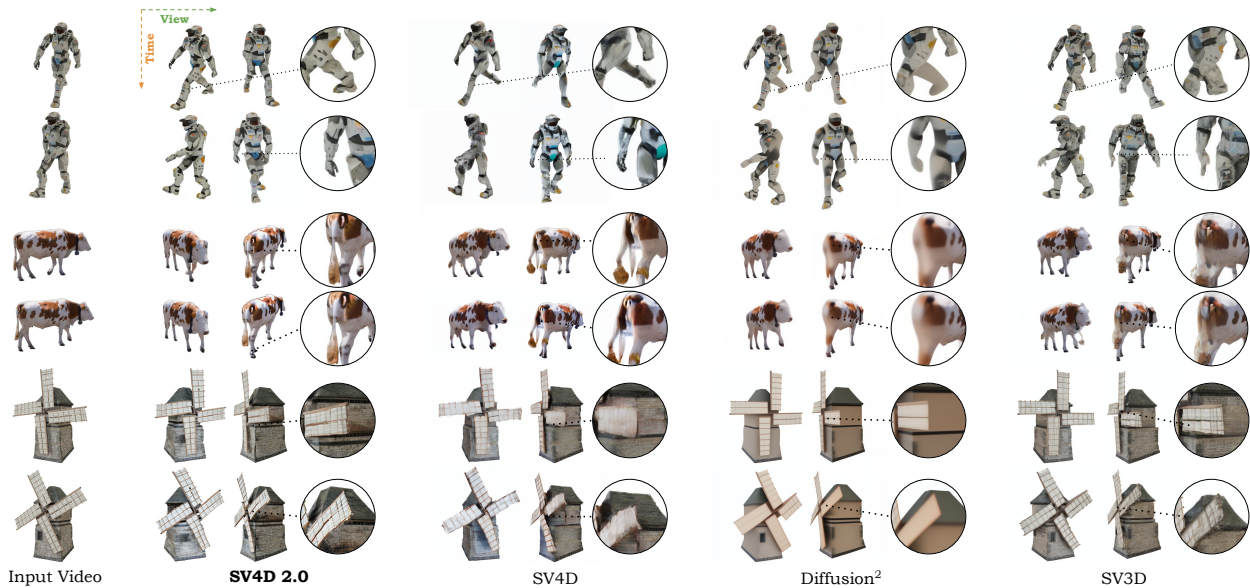 View
Time
Input Video
SV4D 2.0
SV4D
Diffusion²
SV3D